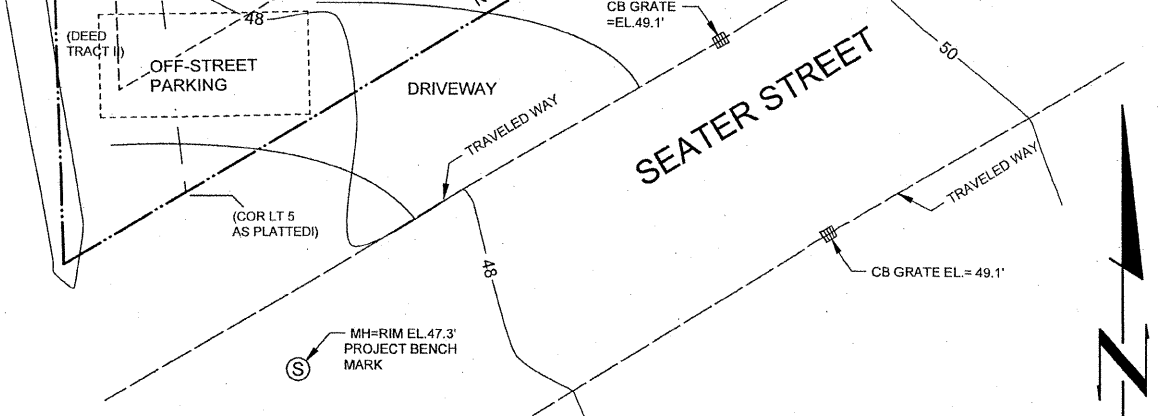 48
CB GRATE
=EL.49.1'
(DEED
TRACT II)
OFF-STREET
PARKING
DRIVEWAY
TRAVELED WAY
SEATER STREET
50
TRAVELED WAY
(COR LT 5
AS PLATTEDI)
48
CB GRATE EL.= 49.1'
MH=RIM EL.47.3'
PROJECT BENCH
MARK
S
N